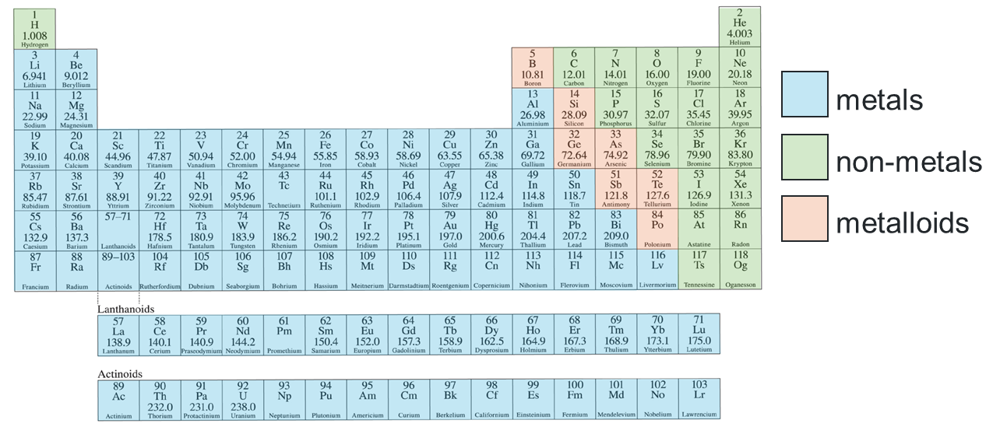 1 2
H He
1.008 4.003
Hydrogen Helium
3 4 5 6 7 8 9 10
Li Be B C N O F Ne
6.941 9.012 10.81 12.01 14.01 16.00 19.00 20.18
Lithium Beryllium Boron Carbon Nitrogen Oxygen Fluorine Neon
metals
11 12 13 14 15 16 17 18
Na Mg Al Si P S Cl Ar
22.99 24.31 26.98 28.09 30.97 32.07 35.45 39.95
Sodium Magnesium Aluminium Silicon Phosphorus Sulfur Chlorine Argon
19 20 21 22 23 24 25 26 27 28 29 30 31 32 33 34 35 36
K Ca Sc Ti V Cr Mn Fe Co Ni Cu Zn Ga Ge As Se Br Kr
39.10 40.08 44.96 47.87 50.94 52.00 54.94 55.85 58.93 58.69 63.55 65.38 69.72 72.64 74.92 78.96 79.90 83.80
Potassium Calcium Scandium Titanium Vanadium Chromium Manganese Iron Cobalt Nickel Copper Zinc Gallium Germanium Arsenic Selenium Bromine Krypton
non-metals
37 38 39 40 41 42 43 44 45 46 47 48 49 50 51 52 53 54
Rb Sr Y Zr Nb Mo Tc Ru Rh Pd Ag Cd In Sn Sb Te I Xe
85.47 87.61 88.91 91.22 92.91 95.96 101.1 102.9 106.4 107.9 112.4 114.8 118.7 121.8 127.6 126.9 131.3
Rubidium Strontium Yttrium Zirconium Niobium Molybdenum Technetium Ruthenium Rhodium Palladium Silver Cadmium Indium Tin Antimony Tellurium Iodine Xenon
55 56 57–71 72 73 74 75 76 77 78 79 80 81 82 83 84 85 86
Cs Ba Hf Ta W Re Os Ir Pt Au Hg Tl Pb Bi Po At Rn
132.9 137.3 178.5 180.9 183.9 186.2 190.2 192.2 195.1 197.0 200.6 204.4 207.2 209.0
Caesium Barium Lanthanoids Hafnium Tantalum Tungsten Rhenium Osmium Iridium Platinum Gold Mercury Thallium Lead Bismuth Polonium Astatine Radon
metalloids
87 88 89–103 104 105 106 107 108 109 110 111 112 113 114 115 116 117 118
Fr Ra Rf Db Sg Bh Hs Mt Ds Rg Cn Nh Fl Mc Lv Ts Og
Francium Radium Actinoids Rutherfordium Dubnium Seaborgium Bohrium Hassium Meitnerium Darmstadtium Roentgenium Copernicium Nihonium Flerovium Moscovium Livermorium Tennessine Oganesson
Lanthanoids
57 58 59 60 61 62 63 64 65 66 67 68 69 70 71
La Ce Pr Nd Pm Sm Eu Gd Tb Dy Ho Er Tm Yb Lu
138.9 140.1 140.9 144.2 150.4 152.0 157.3 158.9 162.5 164.9 167.3 168.9 173.1 175.0
Lanthanum Cerium Praseodymium Neodymium Promethium Samarium Europium Gadolinium Terbium Dysprosium Holmium Erbium Thulium Ytterbium Lutetium
Actinoids
89 90 91 92 93 94 95 96 97 98 99 100 101 102 103
Ac Th Pa U Np Pu Am Cm Bk Cf Es Fm Md No Lr
232.0 231.0 238.0
Actinium Thorium Protactinium Uranium Neptunium Plutonium Americium Curium Berkelium Californium Einsteinium Fermium Mendelevium Nobelium Lawrencium